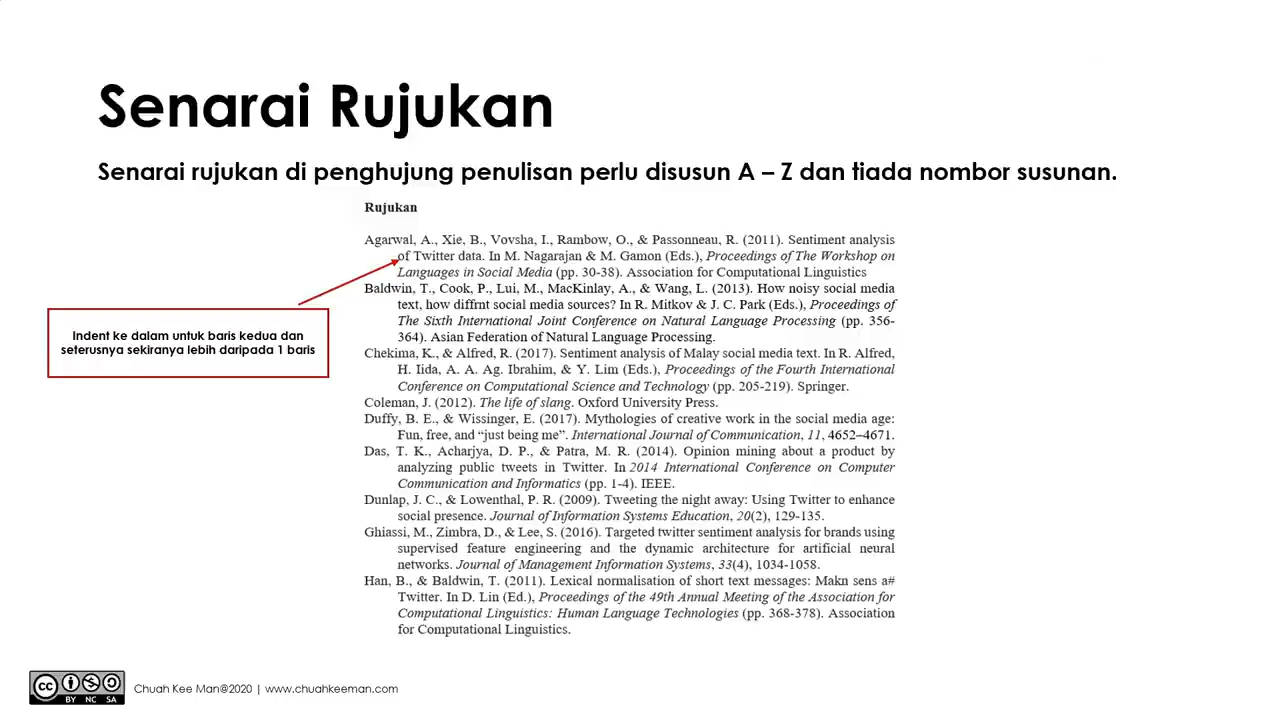 Senarai Rujukan
Senarai rujukan di penghujung penulisan perlu disusun A – Z dan tiada nombor susunan.
Rujukan
Agarwal, A., Xie, B., Vovsha, I., Rambow, O., & Passonneau, R. (2011). Sentiment analysis
of Twitter data. In M. Nagarajan & M. Gamon (Eds.), Proceedings of The Workshop on
Languages in Social Media (pp. 30-38). Association for Computational Linguistics
Baldwin, T., Cook, P., Lui, M., MacKinlay, A., & Wang, L. (2013). How noisy social media
text, how diffrnt social media sources? In R. Mitkov & J. C. Park (Eds.), Proceedings of
The Sixth International Joint Conference on Natural Language Processing (pp. 356-
364). Asian Federation of Natural Language Processing.
Chekima, K., & Alfred, R. (2017). Sentiment analysis of Malay social media text. In R. Alfred,
H. Iida, A. A. Ag. Ibrahim, & Y. Lim (Eds.), Proceedings of the Fourth International
Conference on Computational Science and Technology (pp. 205-219). Springer.
Coleman, J. (2012). The life of slang. Oxford University Press.
Duffy, B. E., & Wissinger, E. (2017). Mythologies of creative work in the social media age:
Fun, free, and “just being me”. International Journal of Communication, 11, 4652–4671.
Das, T. K., Acharjya, D. P., & Patra, M. R. (2014). Opinion mining about a product by
analyzing public tweets in Twitter. In 2014 International Conference on Computer
Communication and Informatics (pp. 1-4). IEEE.
Dunlap, J. C., & Lowenthal, P. R. (2009). Tweeting the night away: Using Twitter to enhance
social presence. Journal of Information Systems Education, 20(2), 129-135.
Ghiassi, M., Zimbra, D., & Lee, S. (2016). Targeted twitter sentiment analysis for brands using
supervised feature engineering and the dynamic architecture for artificial neural
networks. Journal of Management Information Systems, 33(4), 1034-1058.
Han, B., & Baldwin, T. (2011). Lexical normalisation of short text messages: Makn sens a#
Twitter. In D. Lin (Ed.), Proceedings of the 49th Annual Meeting of the Association for
Computational Linguistics: Human Language Technologies (pp. 368-378). Association
for Computational Linguistics.
Indent ke dalam untuk baris kedua dan
seterusnya sekiranya lebih daripada 1 baris
cc BY NC SA
Chuah Kee Man@2020 | www.chuahkeeman.com